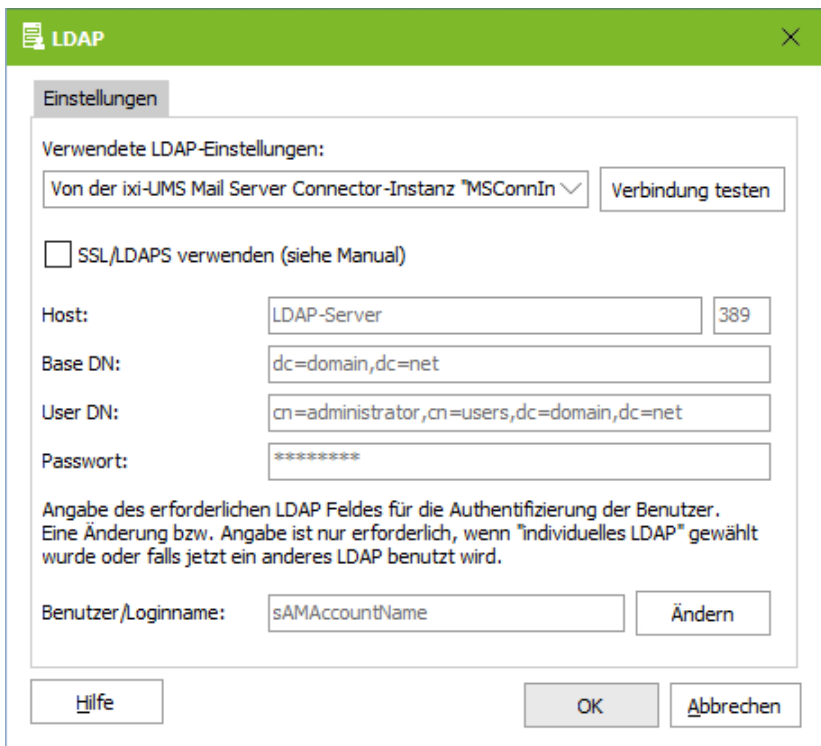 LDAP
Einstellungen
Verwendete LDAP-Einstellungen:
Von der ixi-UMS Mail Server Connector-Instanz "MSConnIn
Verbindung testen
SSL/LDAPS verwenden (siehe Manual)
Host: LDAP-Server 389
Base DN: dc=domain,dc=net
User DN: cn=administrator,cn=users,dc=domain,dc=net
Passwort: ********
Angabe des erforderlichen LDAP Feldes für die Authentifizierung der Benutzer.
Eine Änderung bzw. Angabe ist nur erforderlich, wenn "individuelles LDAP" gewählt
wurde oder falls jetzt ein anderes LDAP benutzt wird.
Benutzer/Loginname: sAMAccountName Ändern
Hilfe OK Abbrechen